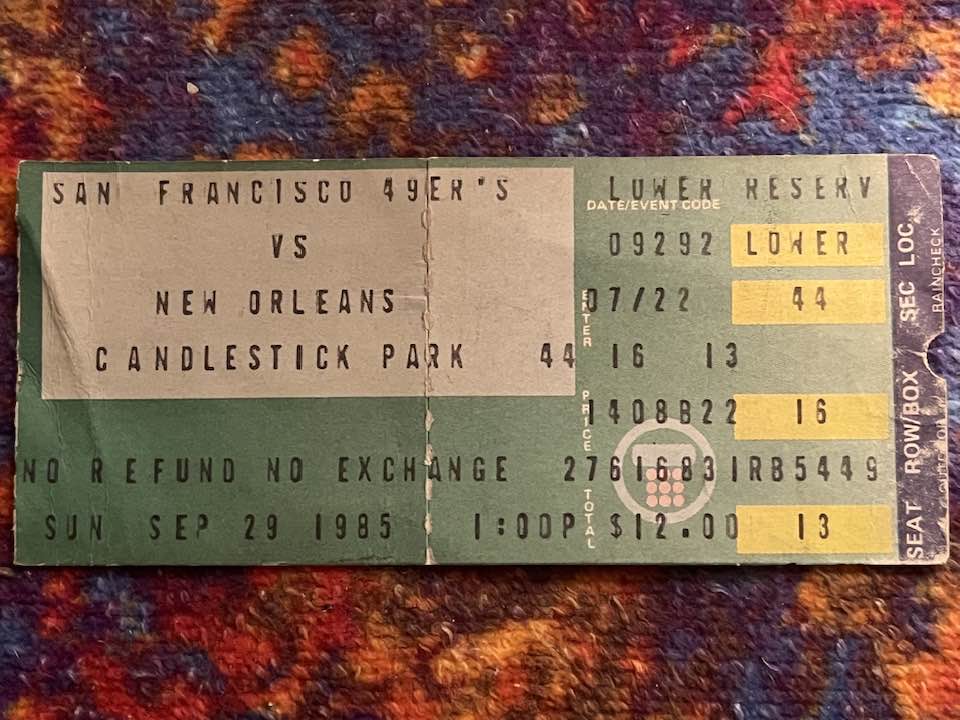 SAN FRANCISCO 49ER'S
VS
NEW ORLEANS
CANDLESTICK PARK 44 16 13
NO REFUND NO EXCHANGE 27616831RB5449
SUN SEP 29 1985 1:00P $12.00
LOWER RESERV
DATE/EVENT CODE
09292 LOWER
ENTER
07/22 44
PRICE
1408B22 16
TOTAL
13
SEAT ROW/BOX SEC LOC.
RAINCHECK